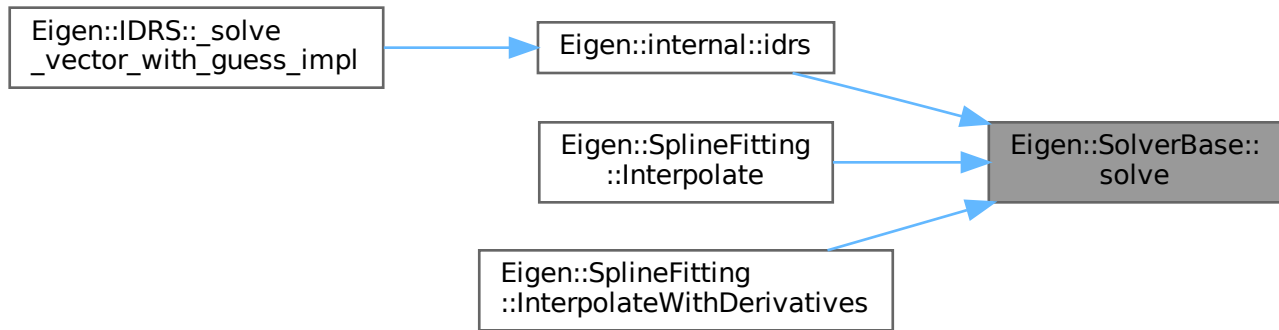 Eigen::IDRS::_solve
_vector_with_guess_impl
Eigen::internal::idrs
Eigen::SplineFitting
::Interpolate
Eigen::SplineFitting
::InterpolateWithDerivatives
Eigen::SolverBase::
solve